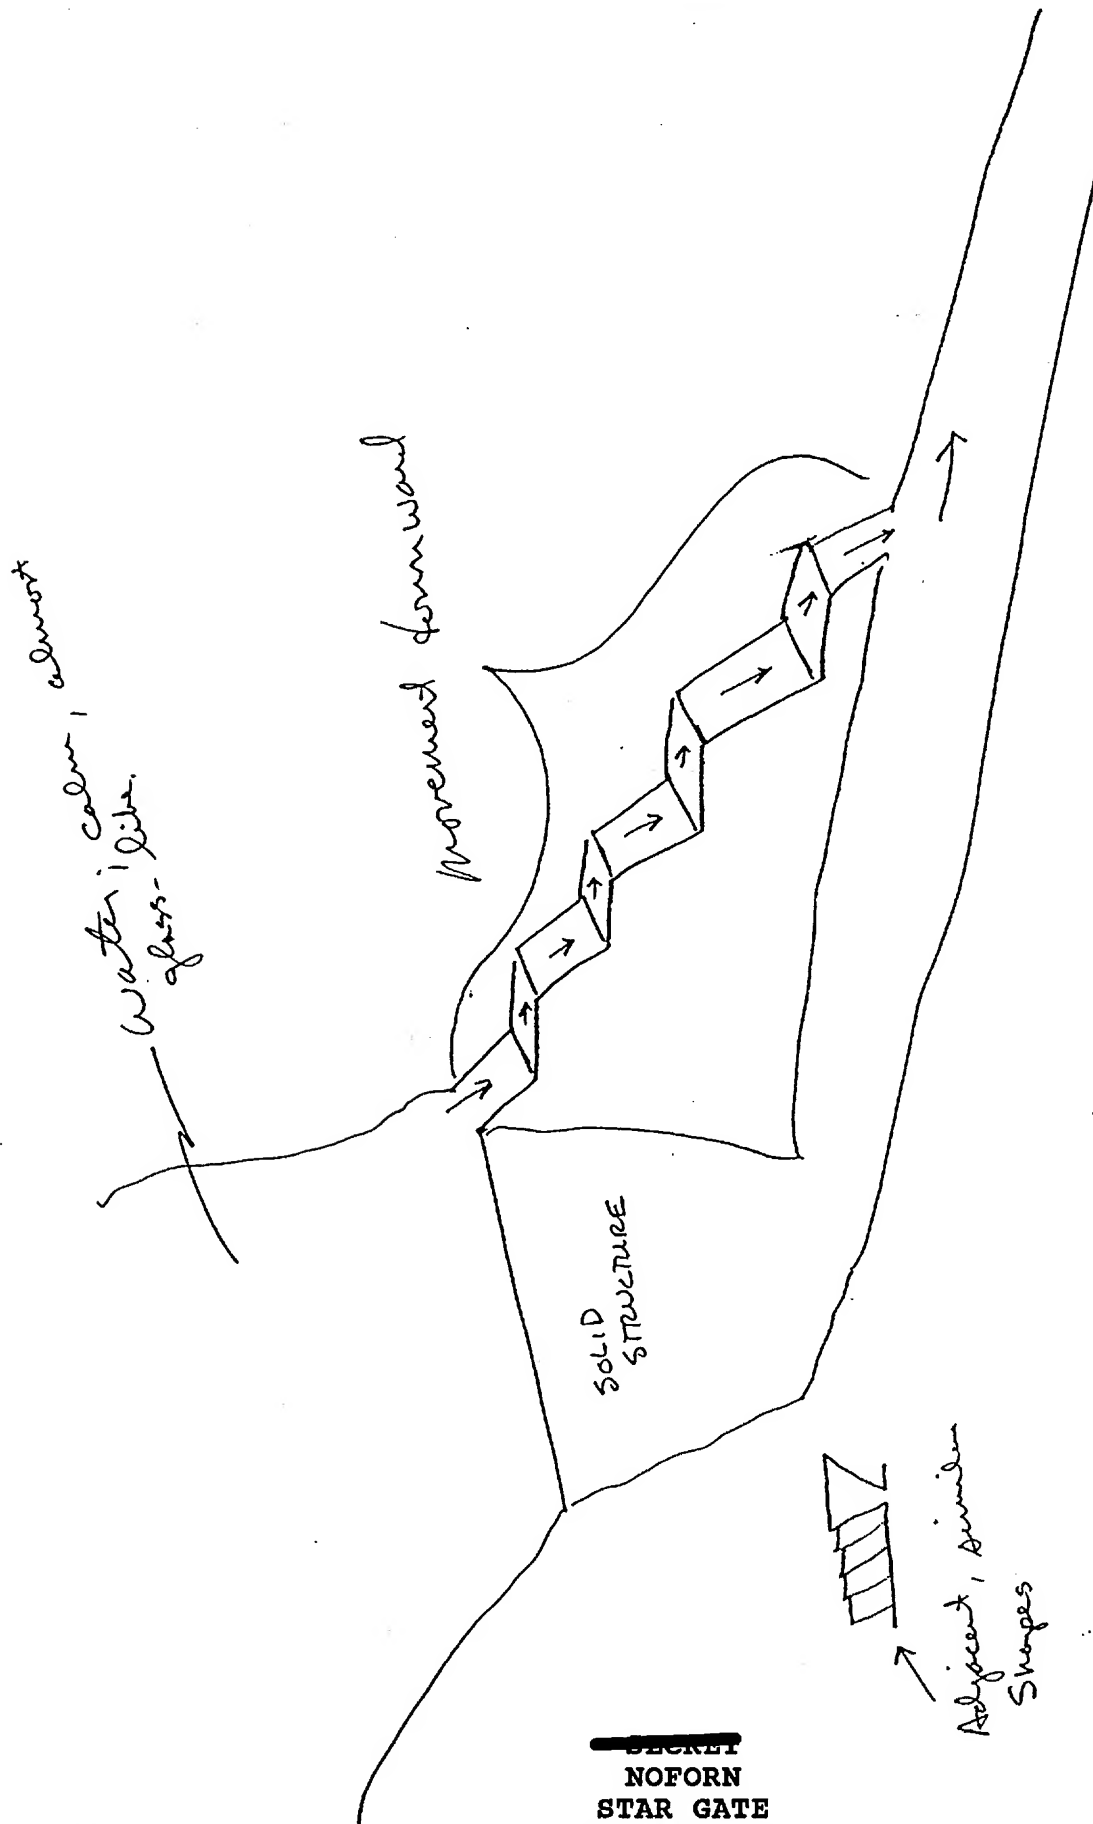 Water; calm, almost
glass-like.
Movement downward
SOLID
STRUCTURE
Adjacent, similar
Shapes
SECRET
NOFORN
STAR GATE